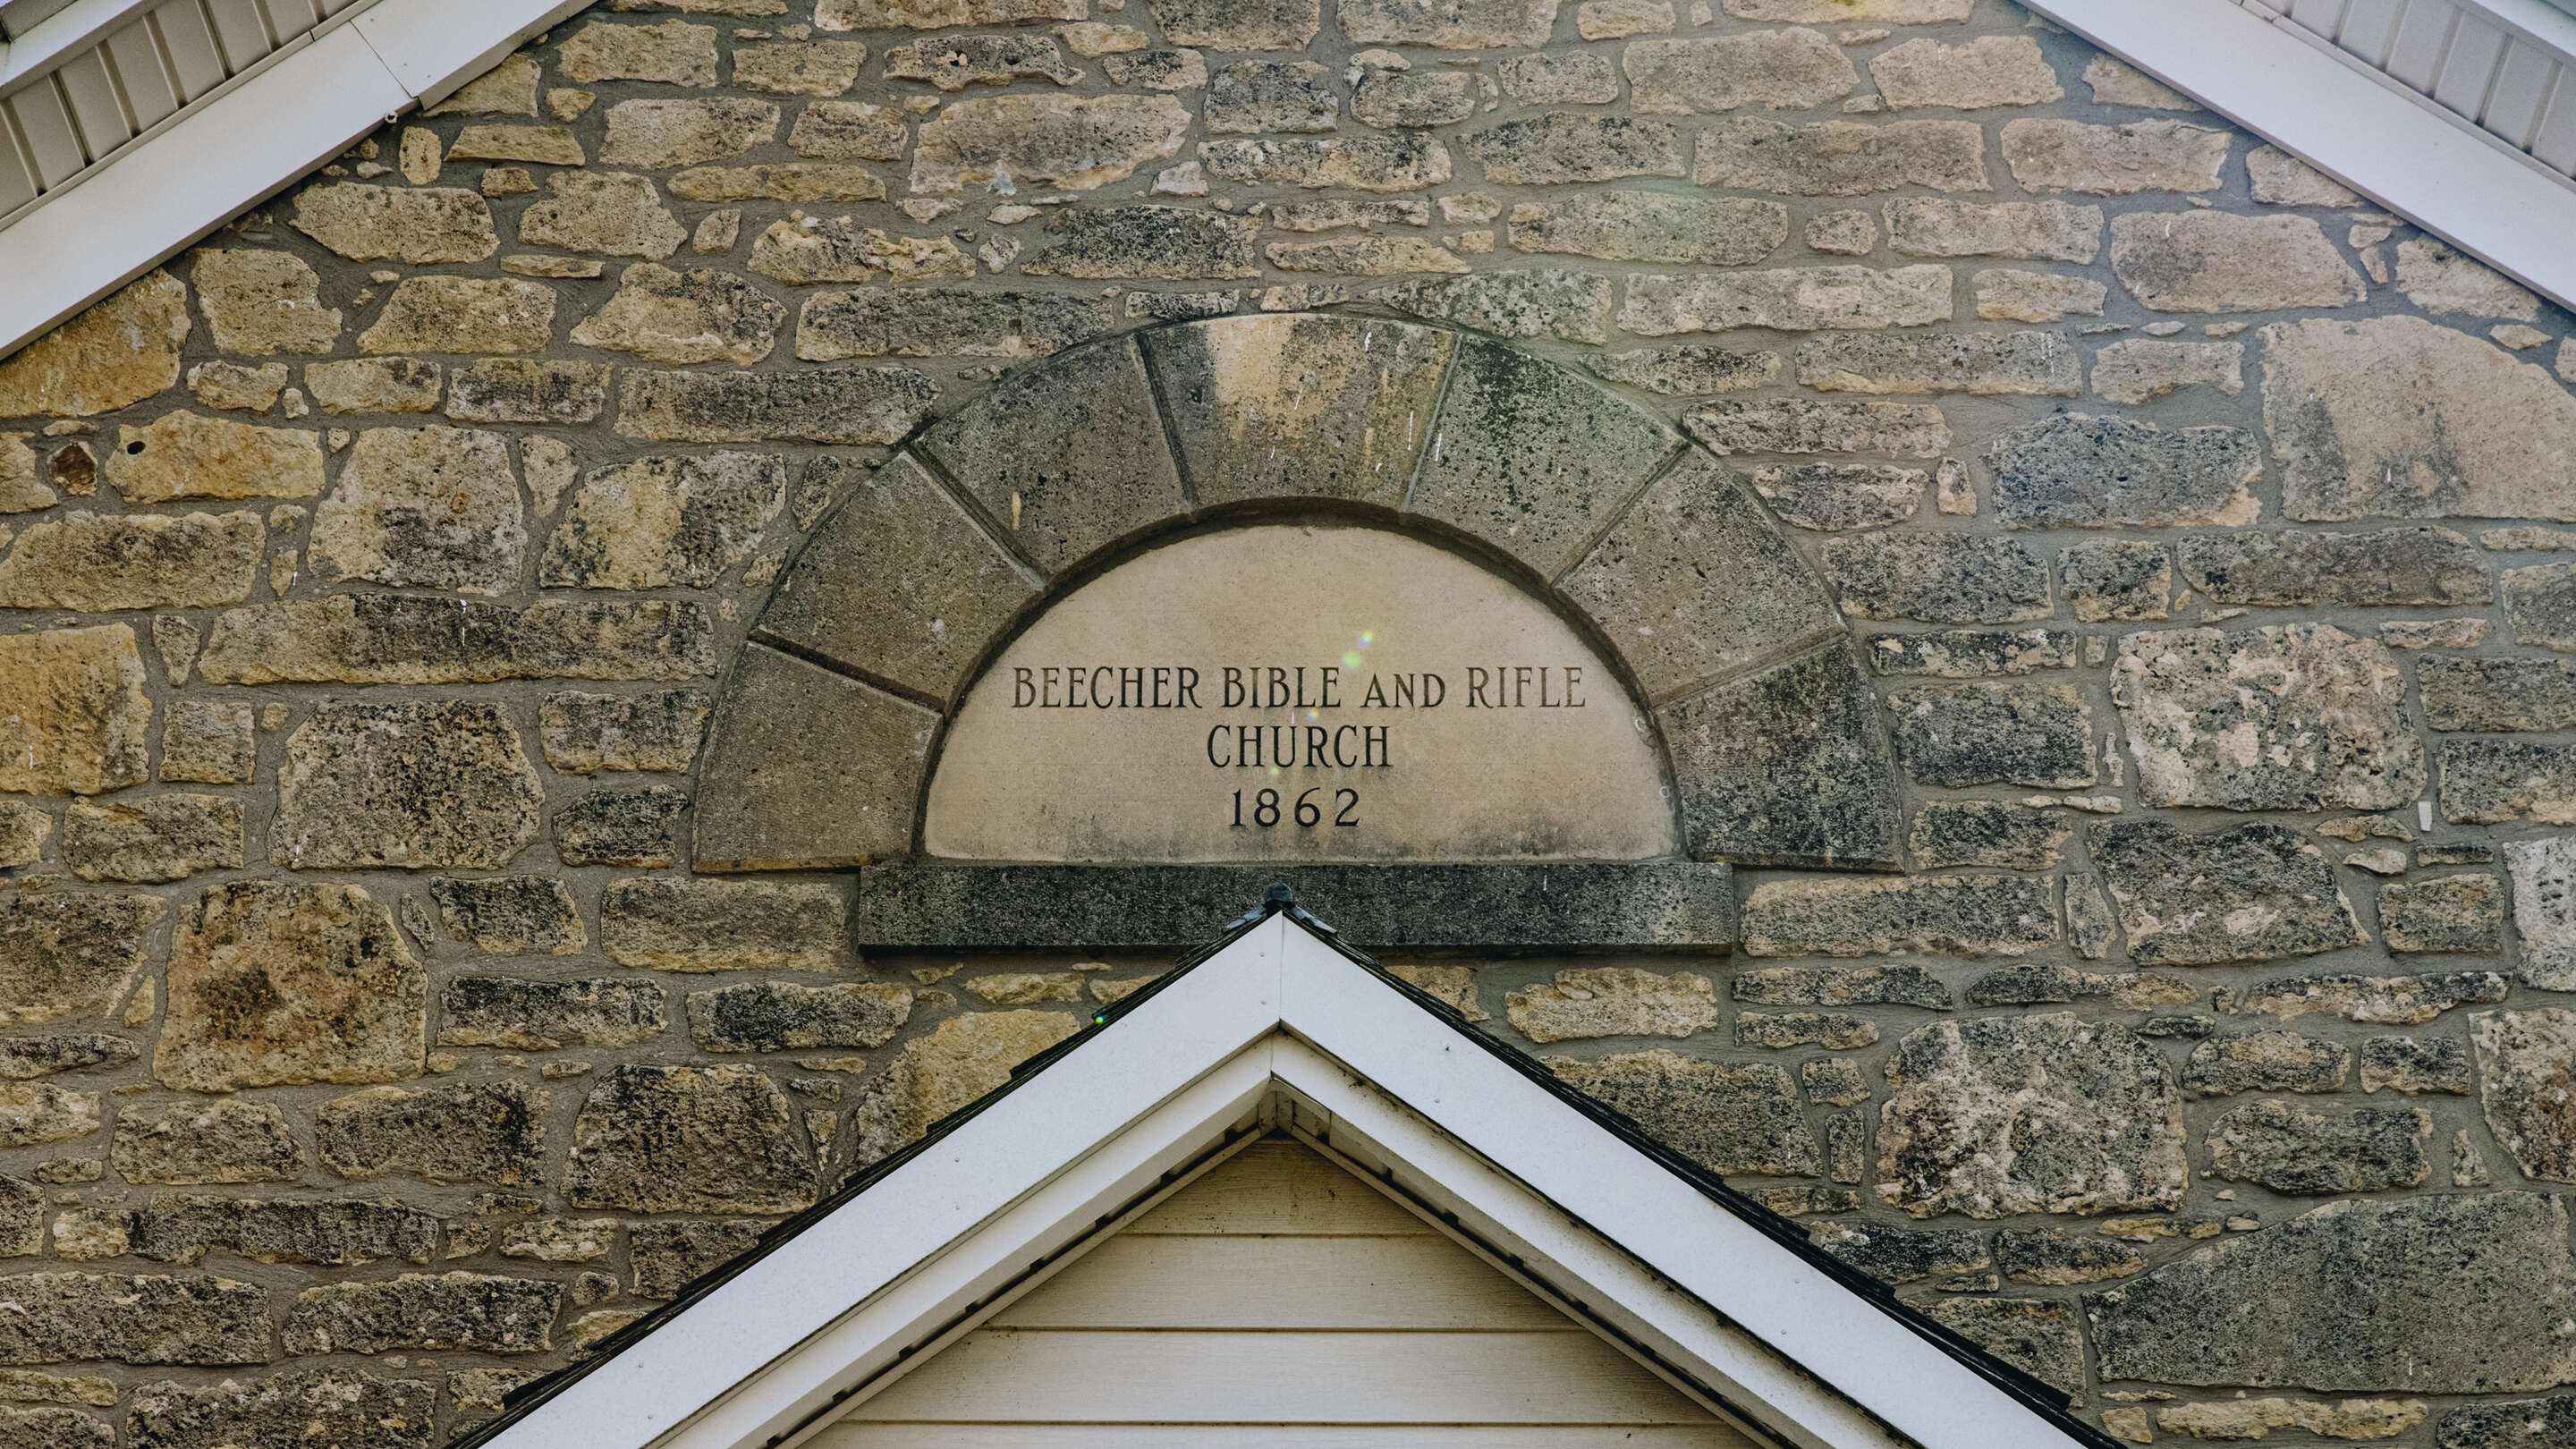 BEECHER BIBLE AND RIFLE
CHURCH
1862